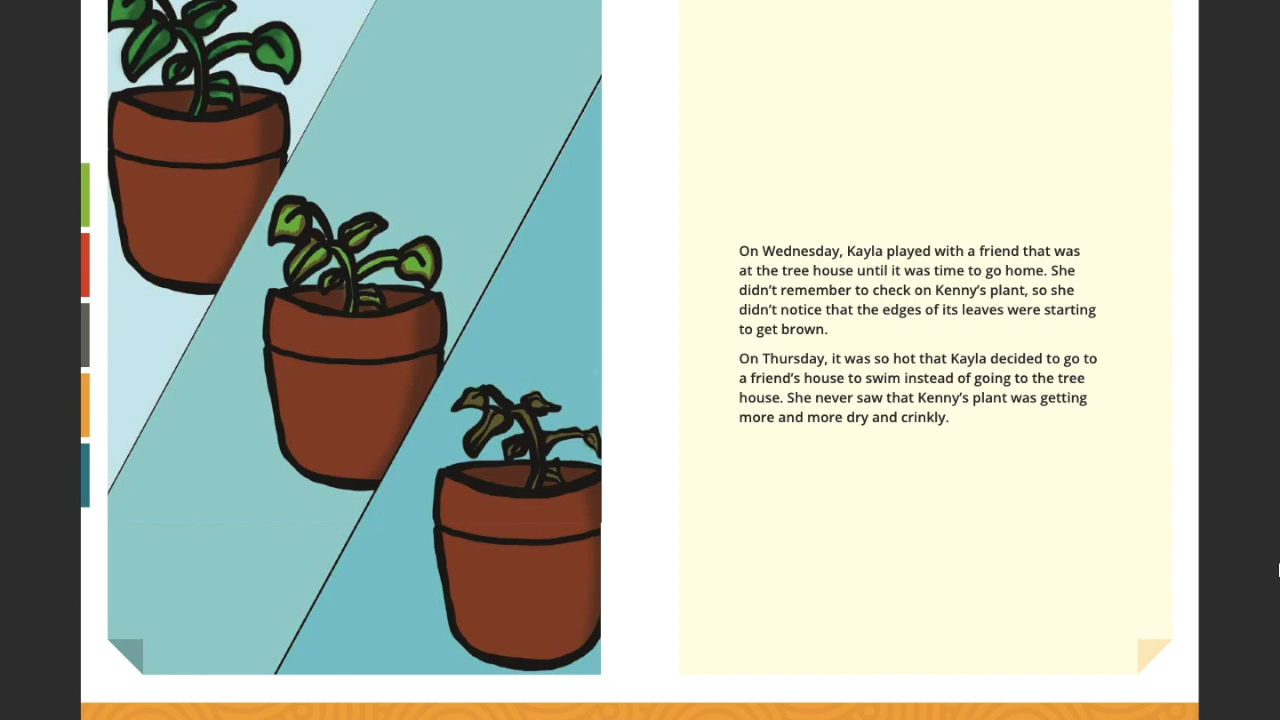 On Wednesday, Kayla played with a friend that was
at the tree house until it was time to go home. She
didn’t remember to check on Kenny’s plant, so she
didn’t notice that the edges of its leaves were starting
to get brown.
On Thursday, it was so hot that Kayla decided to go to
a friend’s house to swim instead of going to the tree
house. She never saw that Kenny’s plant was getting
more and more dry and crinkly.